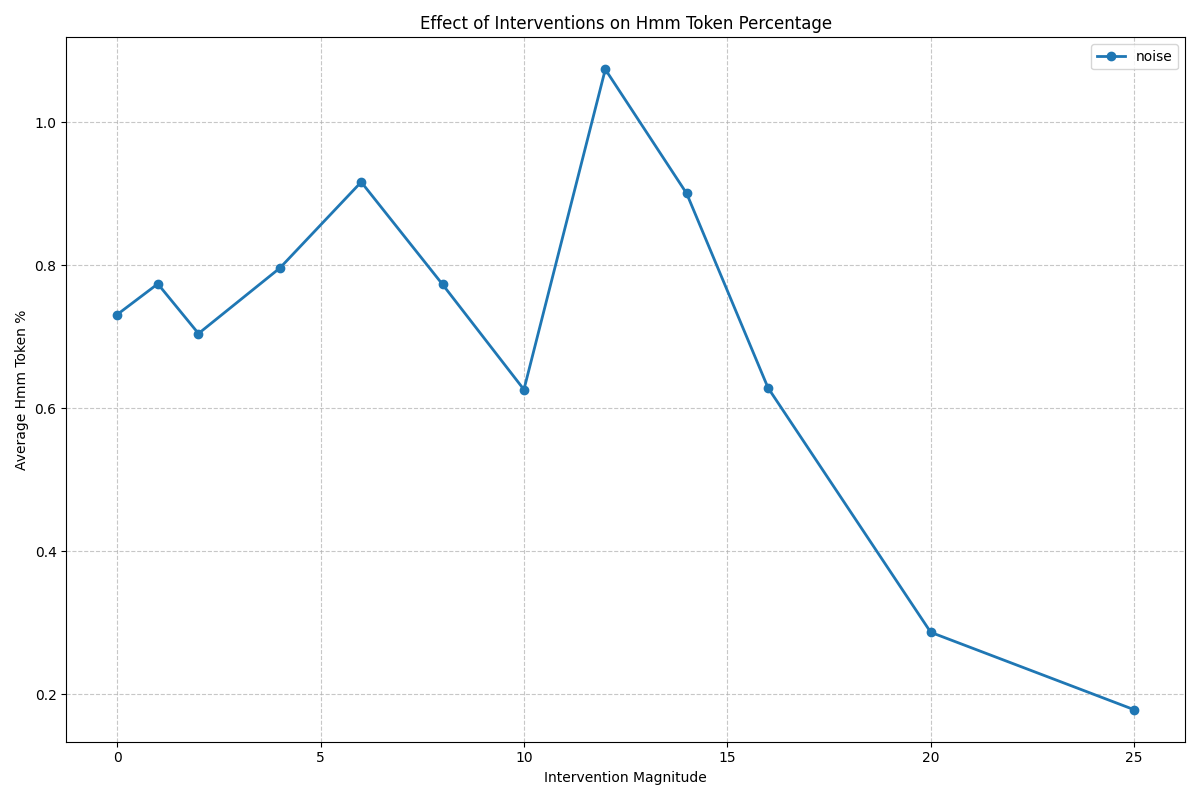 Effect of Interventions on Hmm Token Percentage
noise
1.0
0.8
0.6
0.4
0.2
Average Hmm Token %
0 5 10 15 20 25
Intervention Magnitude